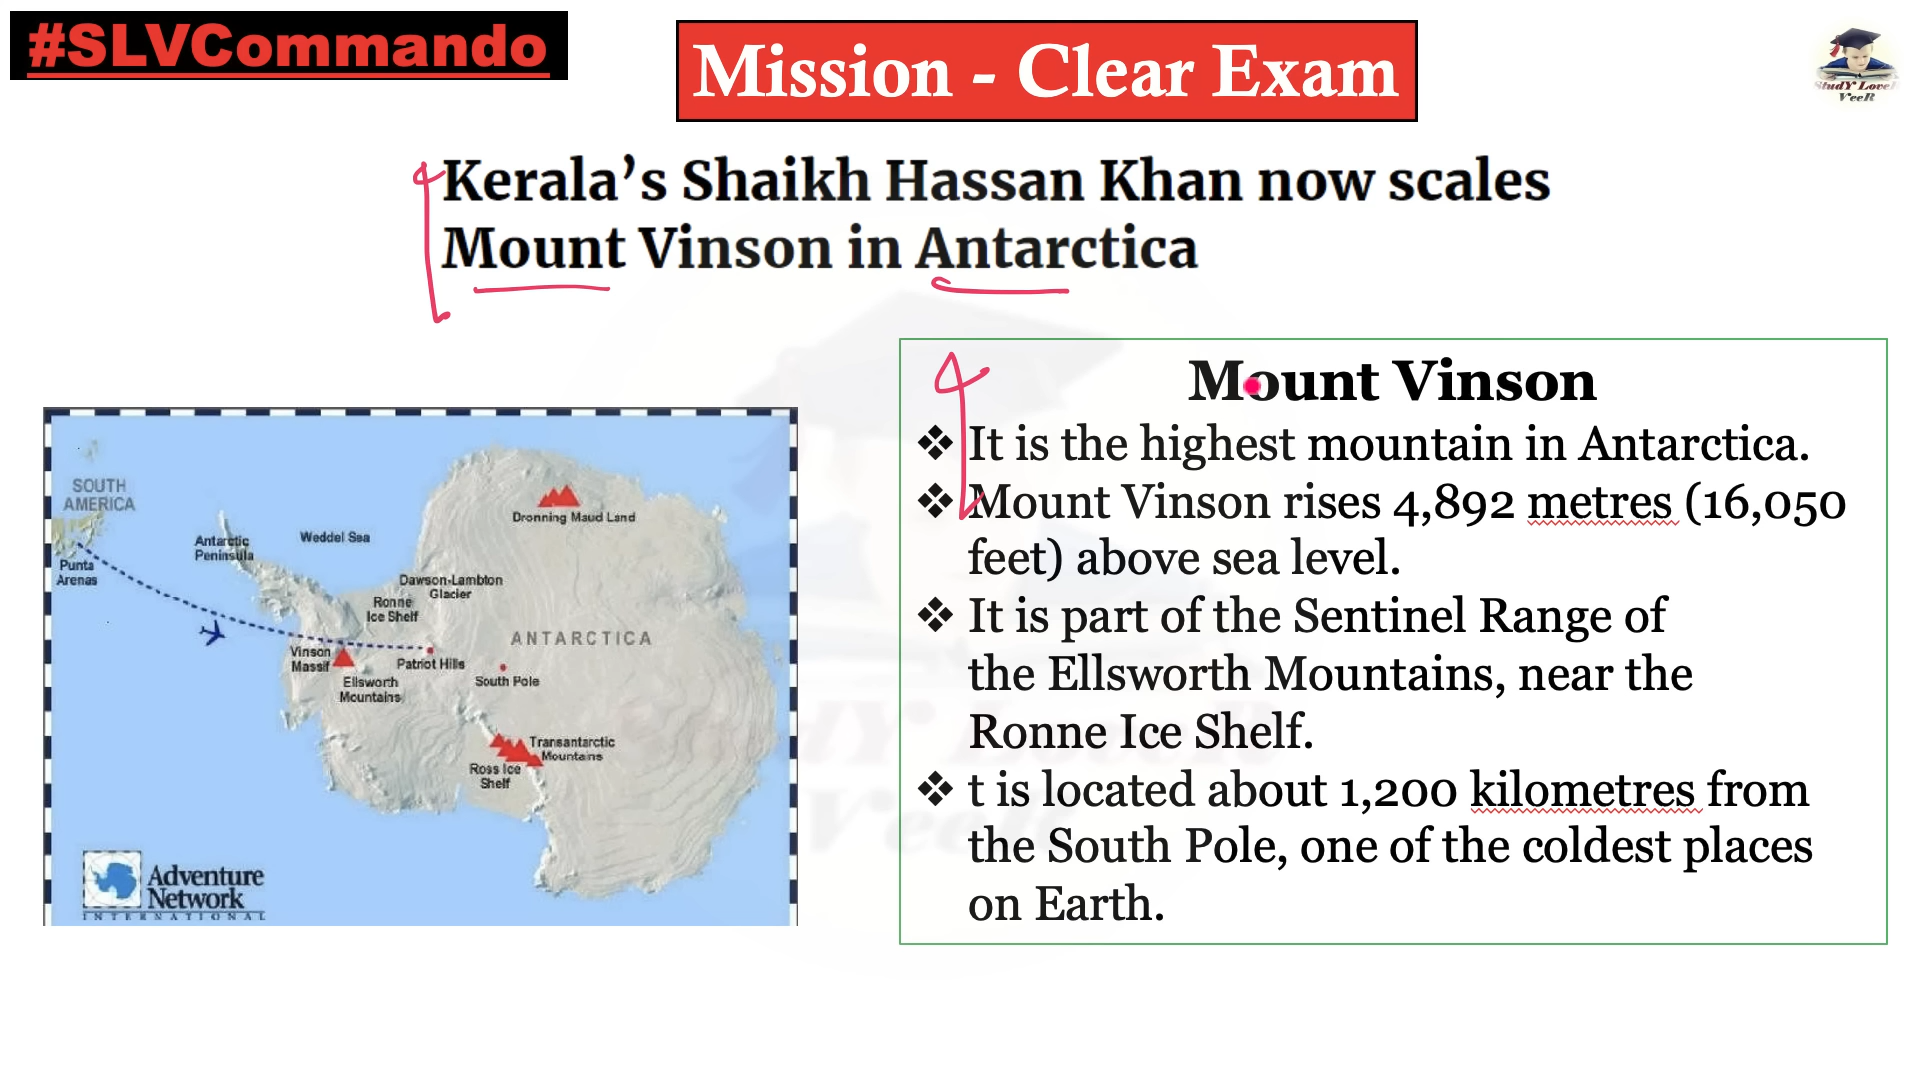 #SLVCommando
Mission - Clear Exam
StudY LoveR
VeeR
Kerala’s Shaikh Hassan Khan now scales
Mount Vinson in Antarctica
Mount Vinson
❖ It is the highest mountain in Antarctica.
❖ Mount Vinson rises 4,892 metres (16,050
feet) above sea level.
❖ It is part of the Sentinel Range of
the Ellsworth Mountains, near the
Ronne Ice Shelf.
❖ t is located about 1,200 kilometres from
the South Pole, one of the coldest places
on Earth.
SOUTH
AMERICA
Punta
Arenas
Antarctic
Peninsula
Weddel Sea
Dronning Maud Land
Dawson-Lambton
Glacier
Ronne
Ice Shelf
ANTARCTICA
Vinson
Massif
Patriot Hills
Ellsworth
Mountains
South Pole
Transantarctic
Mountains
Ross Ice
Shelf
Adventure
Network
INTERNATIONAL